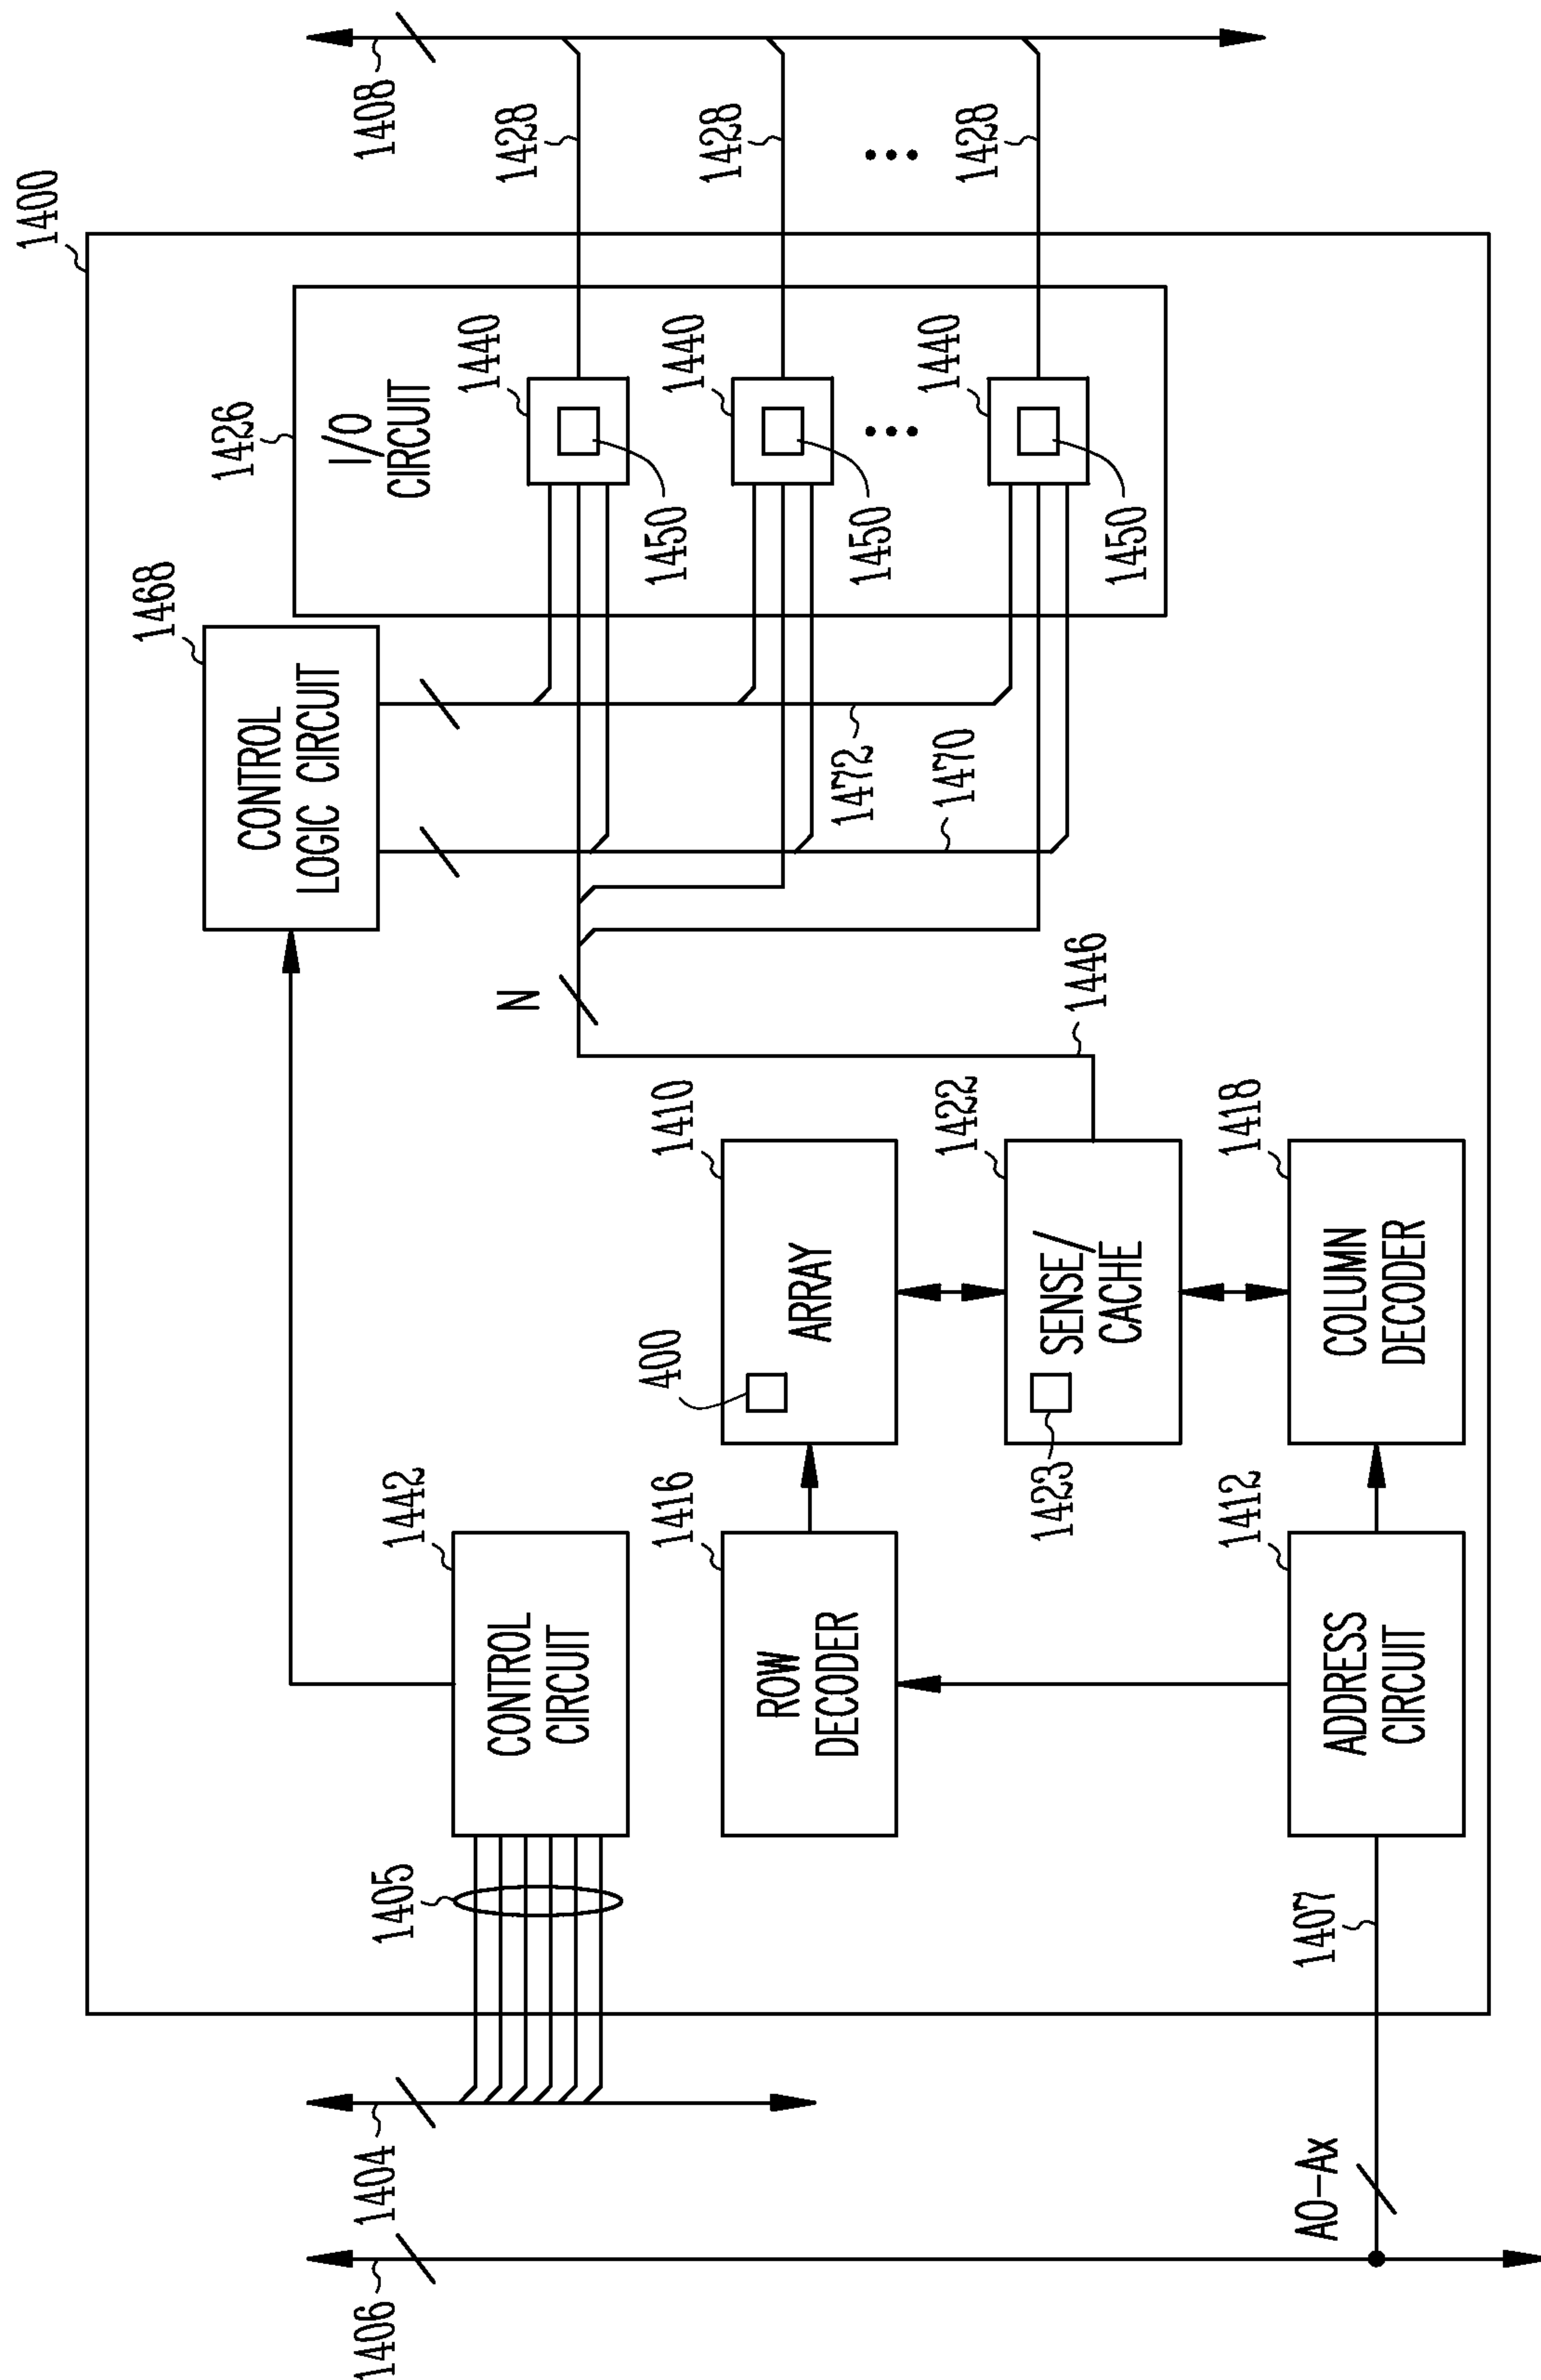 1400
1408
1468
1426
CONTROL
LOGIC CIRCUIT
I/O
CIRCUIT
1442
1440
1428
1404
1405
CONTROL
CIRCUIT
N
1450
1406
1416
1410
1472
1440
1428
ROW
DECODER
400
ARRAY
1470
1450
1422
1440
1428
1423
SENSE/
CACHE
1446
1450
1407
1412
1418
AO-Ax
ADDRESS
CIRCUIT
COLUMN
DECODER